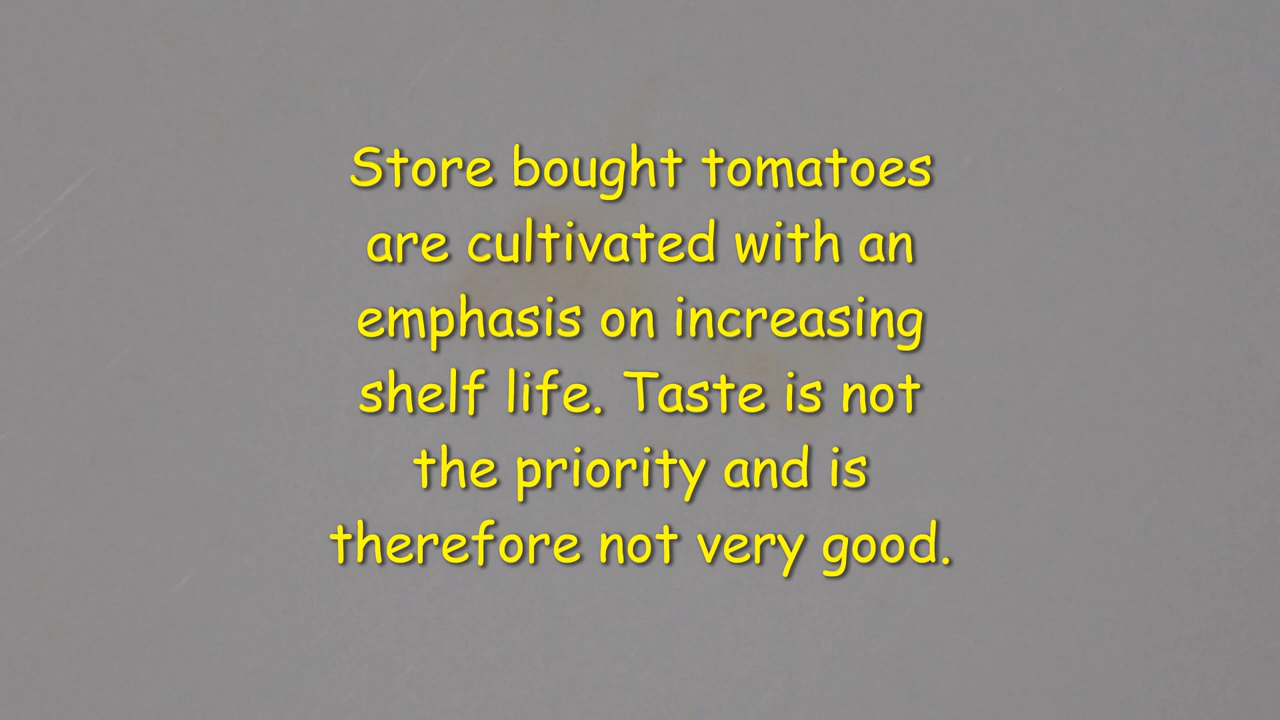 Store bought tomatoes
are cultivated with an
emphasis on increasing
shelf life. Taste is not
the priority and is
therefore not very good.